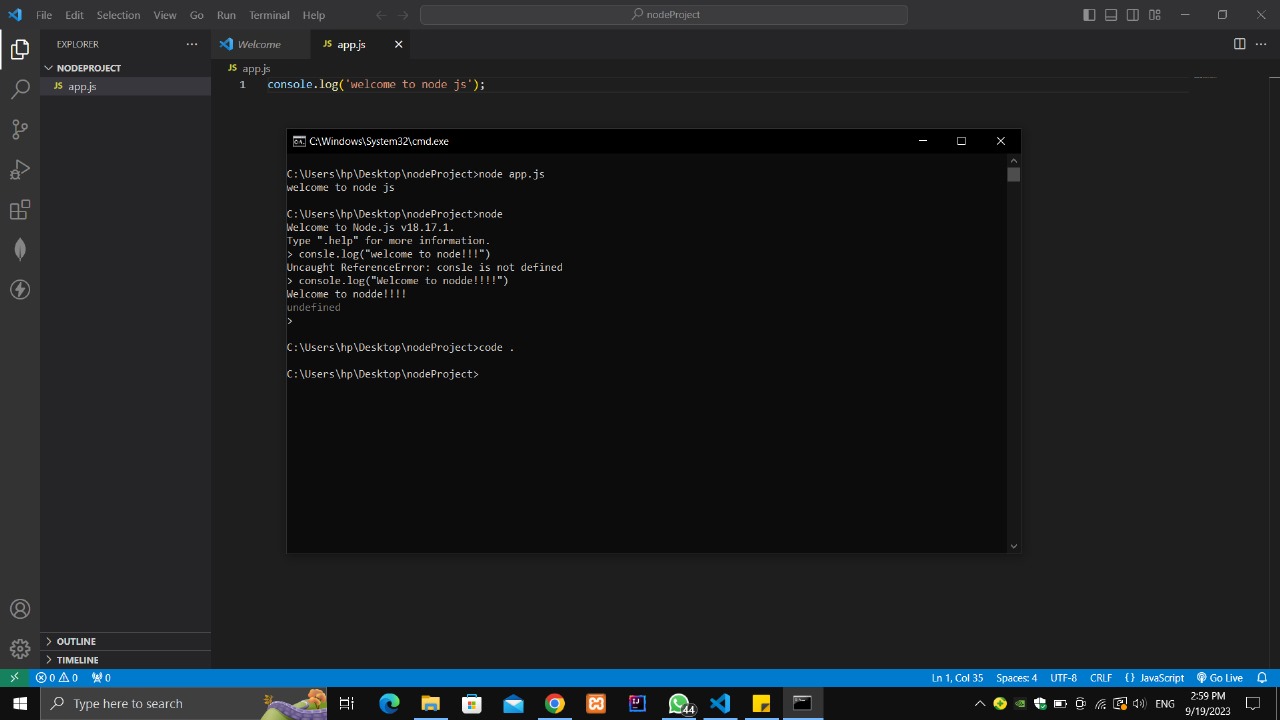 File Edit Selection View Go Run Terminal Help
nodeProject
EXPLORER
Welcome
JS app.js
NODEPROJECT
JS app.js
JS app.js
1 console.log('welcome to node js');
C:\Windows\System32\cmd.exe
C:\Users\hp\Desktop\nodeProject>node app.js
welcome to node js
C:\Users\hp\Desktop\nodeProject>node
Welcome to Node.js v18.17.1.
Type ".help" for more information.
> consle.log("welcome to node!!!")
Uncaught ReferenceError: consle is not defined
> console.log("Welcome to nodde!!!!")
Welcome to nodde!!!!
undefined
>
C:\Users\hp\Desktop\nodeProject>code .
C:\Users\hp\Desktop\nodeProject>
OUTLINE
TIMELINE
0 0 0
Ln 1, Col 35 Spaces: 4 UTF-8 CRLF {} JavaScript Go Live
Type here to search
44
ENG
2:59 PM
9/19/2023